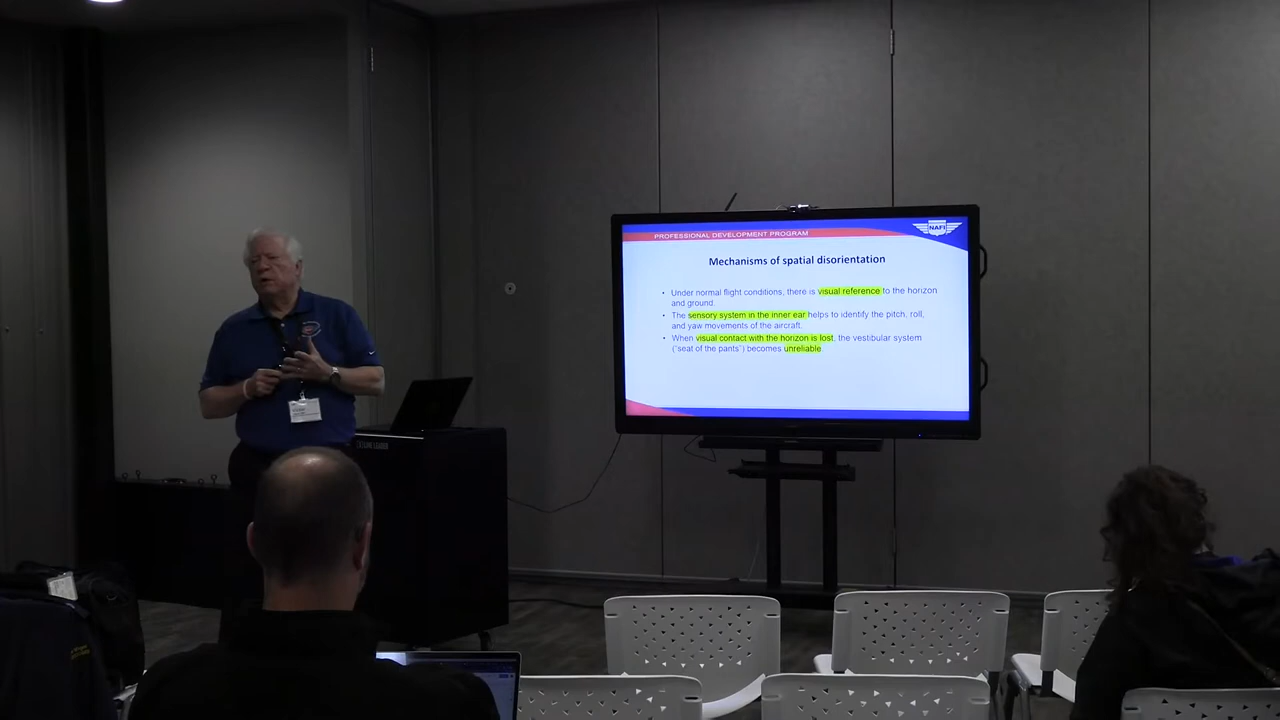 PROFESSIONAL DEVELOPMENT PROGRAM
NAFI
Mechanisms of spatial disorientation
• Under normal flight conditions, there is visual reference to the horizon
and ground.
• The sensory system in the inner ear helps to identify the pitch, roll,
and yaw movements of the aircraft.
• When visual contact with the horizon is lost, the vestibular system
("seat of the pants") becomes unreliable